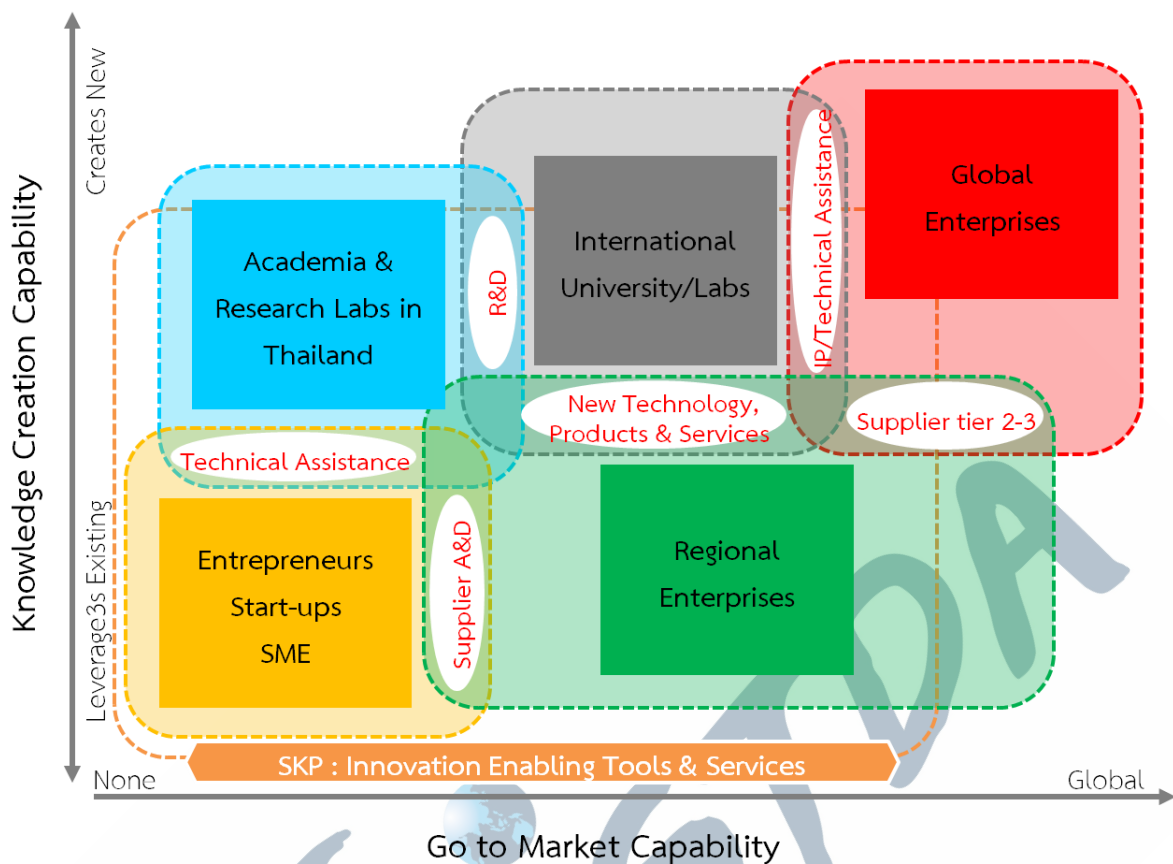 Knowledge Creation Capability
Creates New
Leverage3s Existing
Global
Enterprises
International
University/Labs
Academia &
Research Labs in
Thailand
R&D
IP/Technical Assistance
New Technology,
Products & Services
Supplier tier 2-3
Technical Assistance
Supplier A&D
Entrepreneurs
Start-ups
SME
Regional
Enterprises
SKP : Innovation Enabling Tools & Services
None
Global
Go to Market Capability